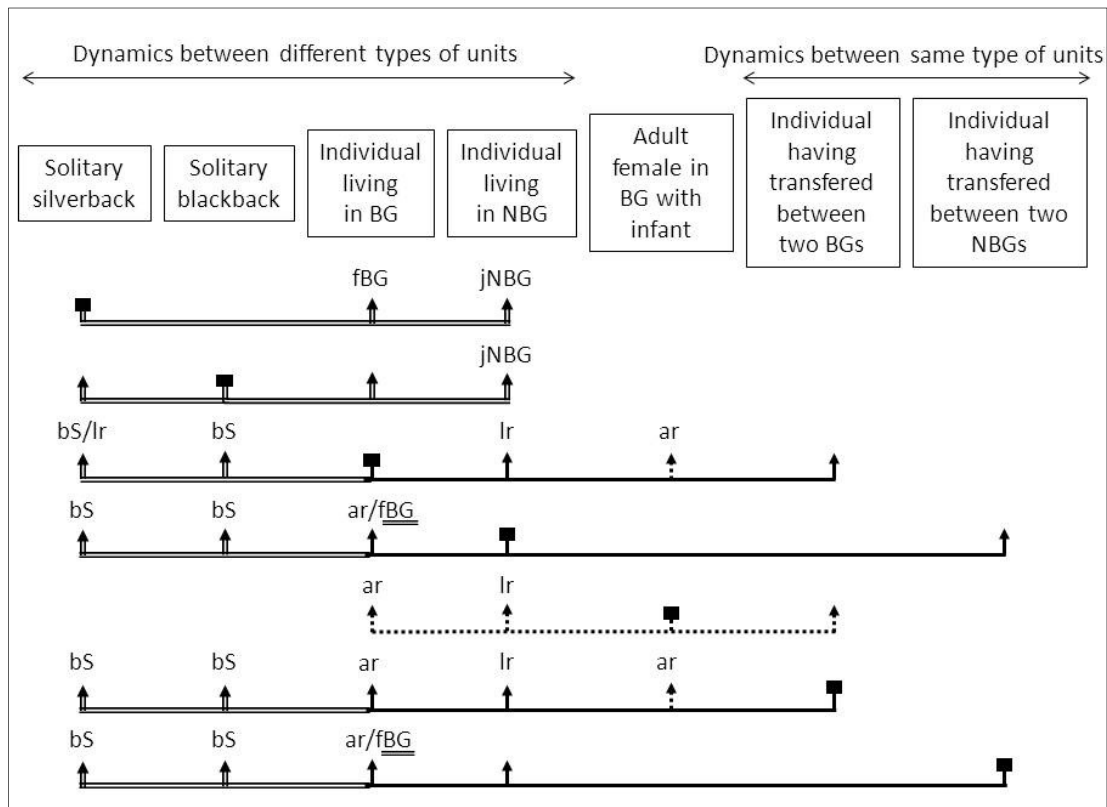 Dynamics between different types of units
Dynamics between same type of units
Solitary
silverback
Solitary
blackback
Individual
living
in BG
Individual
living
in NBG
Adult
female in
BG with
infant
Individual
having
transfered
between
two BGs
Individual
having
transfered
between two
NBGs
fBG jNBG
jNBG
bS/lr bS lr ar
bS bS ar/fBG
ar lr
bS bS ar lr ar
bS bS ar/fBG